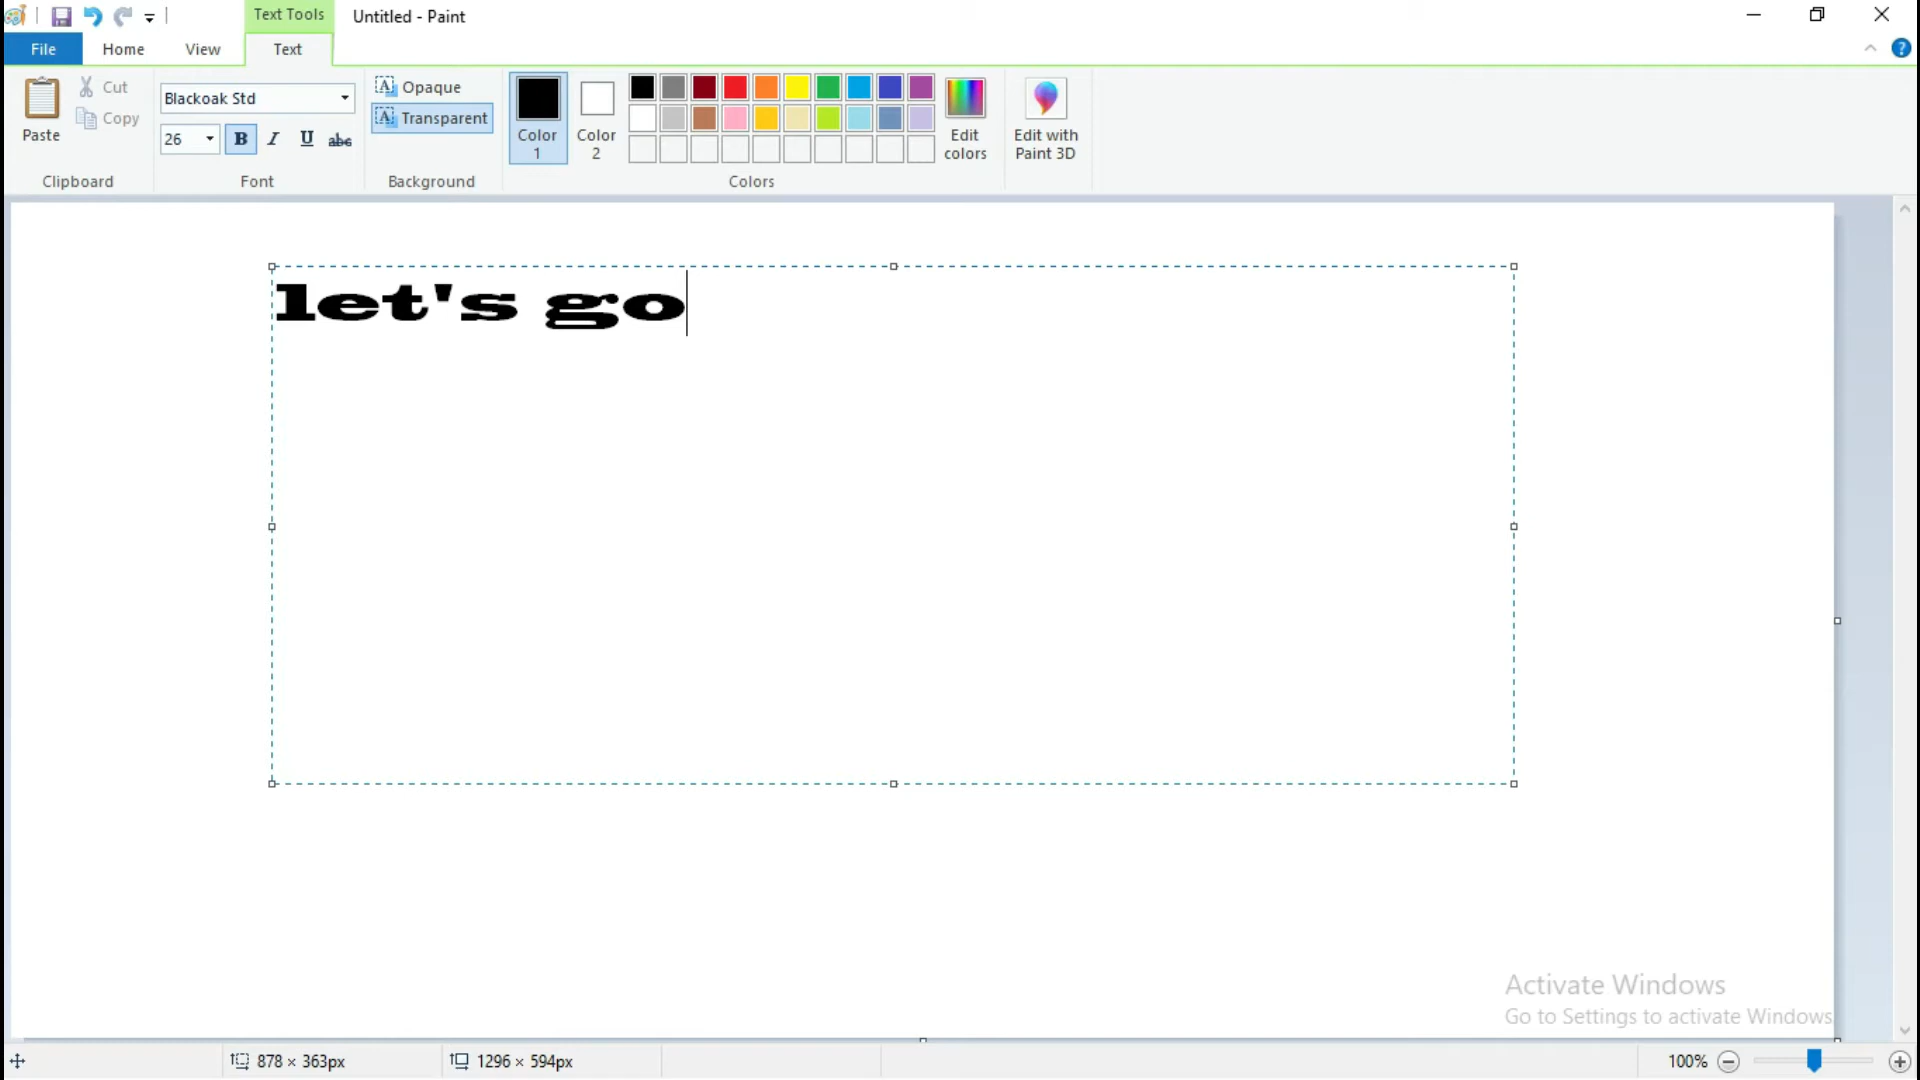 Text Tools
Untitled - Paint
File
Home
View
Text
Paste
Cut
Copy
Clipboard
Blackoak Std
26
B I U abc
Font
Opaque
Transparent
Background
Color
1
Color
2
Colors
Edit
colors
Edit with
Paint 3D
let's go
Activate Windows
Go to Settings to activate Windows.
878 × 363px
1296 × 594px
100%